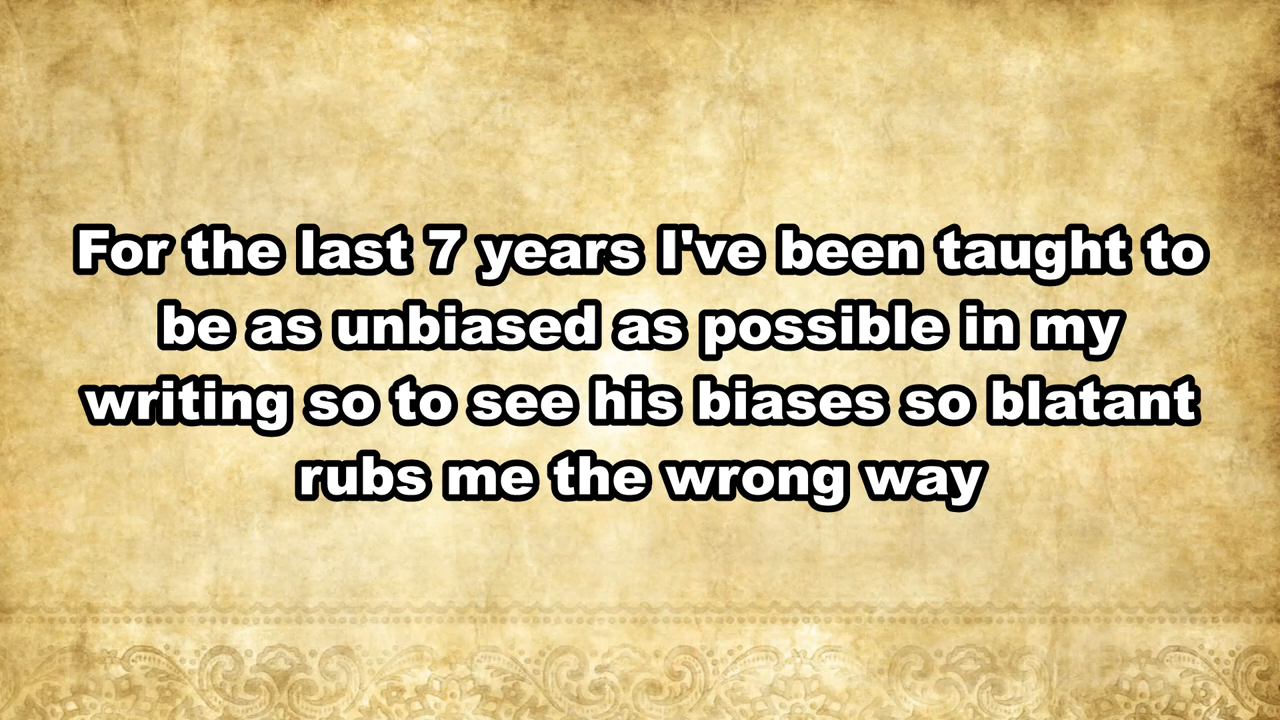 For the last 7 years I've been taught to
be as unbiased as possible in my
writing so to see his biases so blatant
rubs me the wrong way